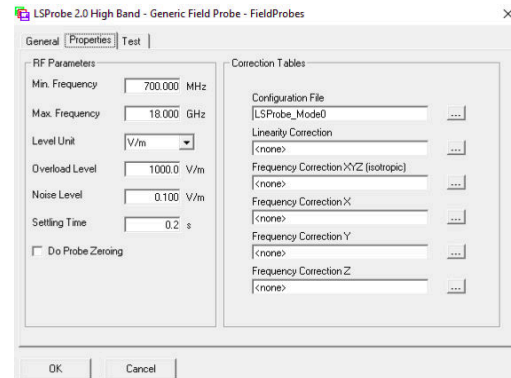 LSProbe 2.0 High Band - Generic Field Probe - FieldProbes
General Properties Test
RF Parameters
Min. Frequency 700.000 MHz
Max. Frequency 18.000 GHz
Level Unit V/m
Overload Level 1000.0 V/m
Noise Level 0.100 V/m
Settling Time 0.2 s
Do Probe Zeroing
Correction Tables
Configuration File
LSProbe_Mode0 ...
Linearity Correction
<none> ...
Frequency Correction XYZ (isotropic)
<none> ...
Frequency Correction X
<none> ...
Frequency Correction Y
<none> ...
Frequency Correction Z
<none> ...
OK Cancel